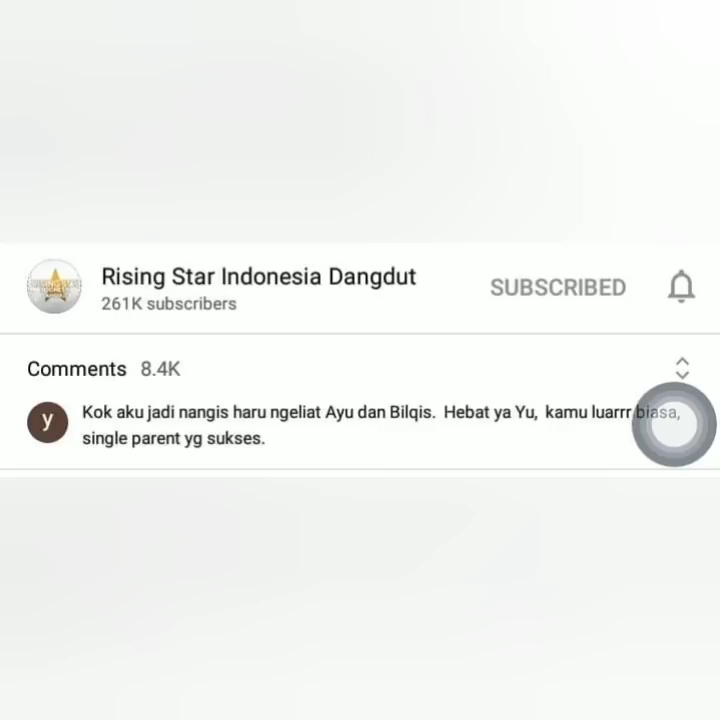 Rising Star Indonesia Dangdut
261K subscribers
SUBSCRIBED
Comments 8.4K
y
Kok aku jadi nangis haru ngeliat Ayu dan Bilqis. Hebat ya Yu, kamu luarrr biasa,
single parent yg sukses.